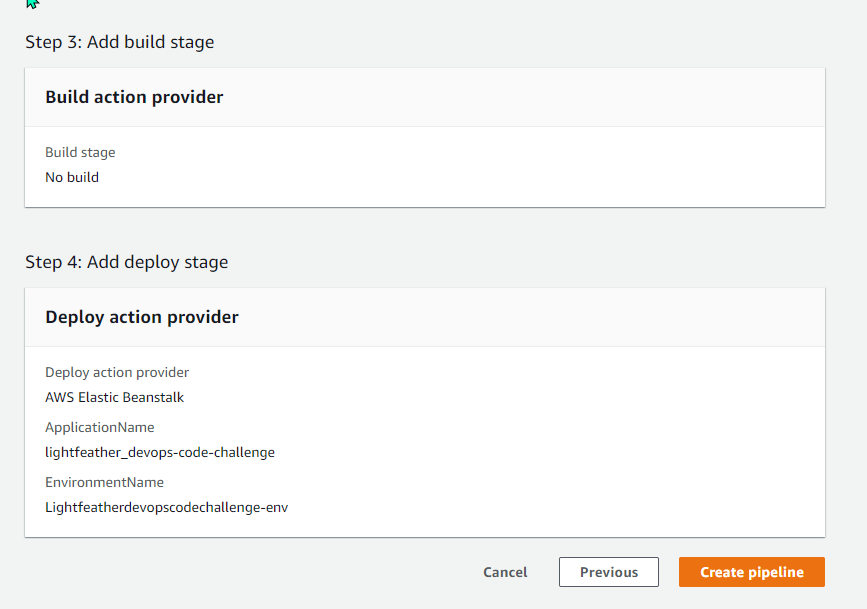 Step 3: Add build stage
Build action provider
Build stage
No build
Step 4: Add deploy stage
Deploy action provider
Deploy action provider
AWS Elastic Beanstalk
ApplicationName
lightfeather_devops-code-challenge
EnvironmentName
Lightfeatherdevopscodechallenge-env
Cancel
Previous
Create pipeline